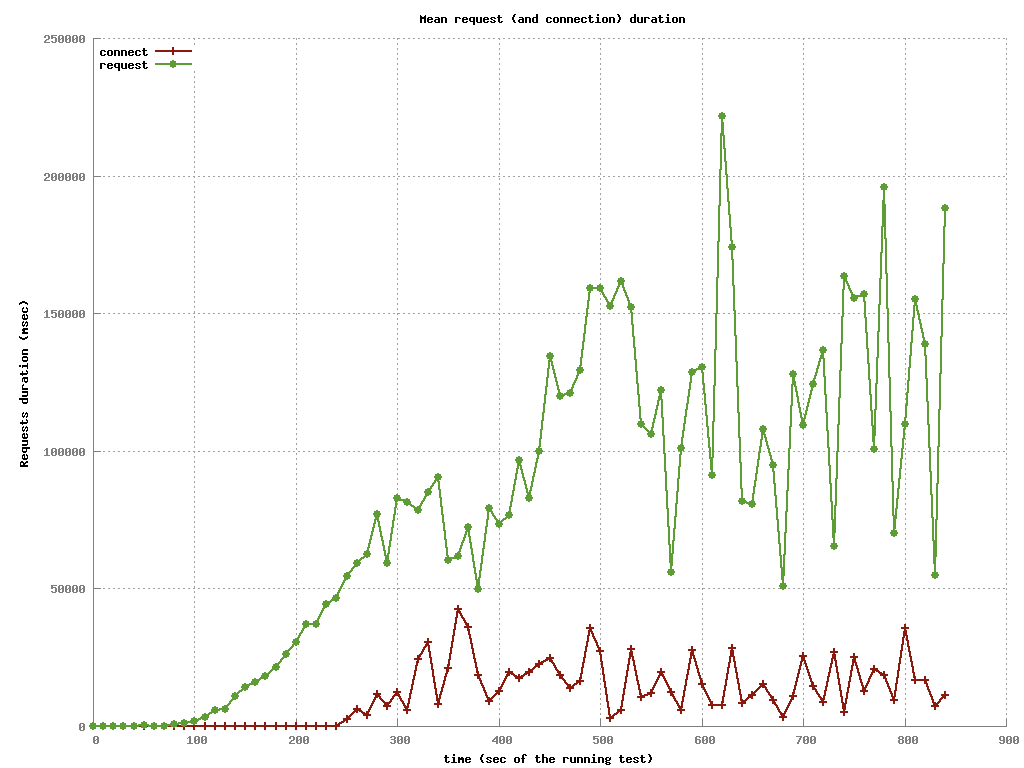 Mean request (and connection) duration
connect
request
250000
200000
150000
100000
50000
0
Requests duration (msec)
0 100 200 300 400 500 600 700 800 900
time (sec of the running test)